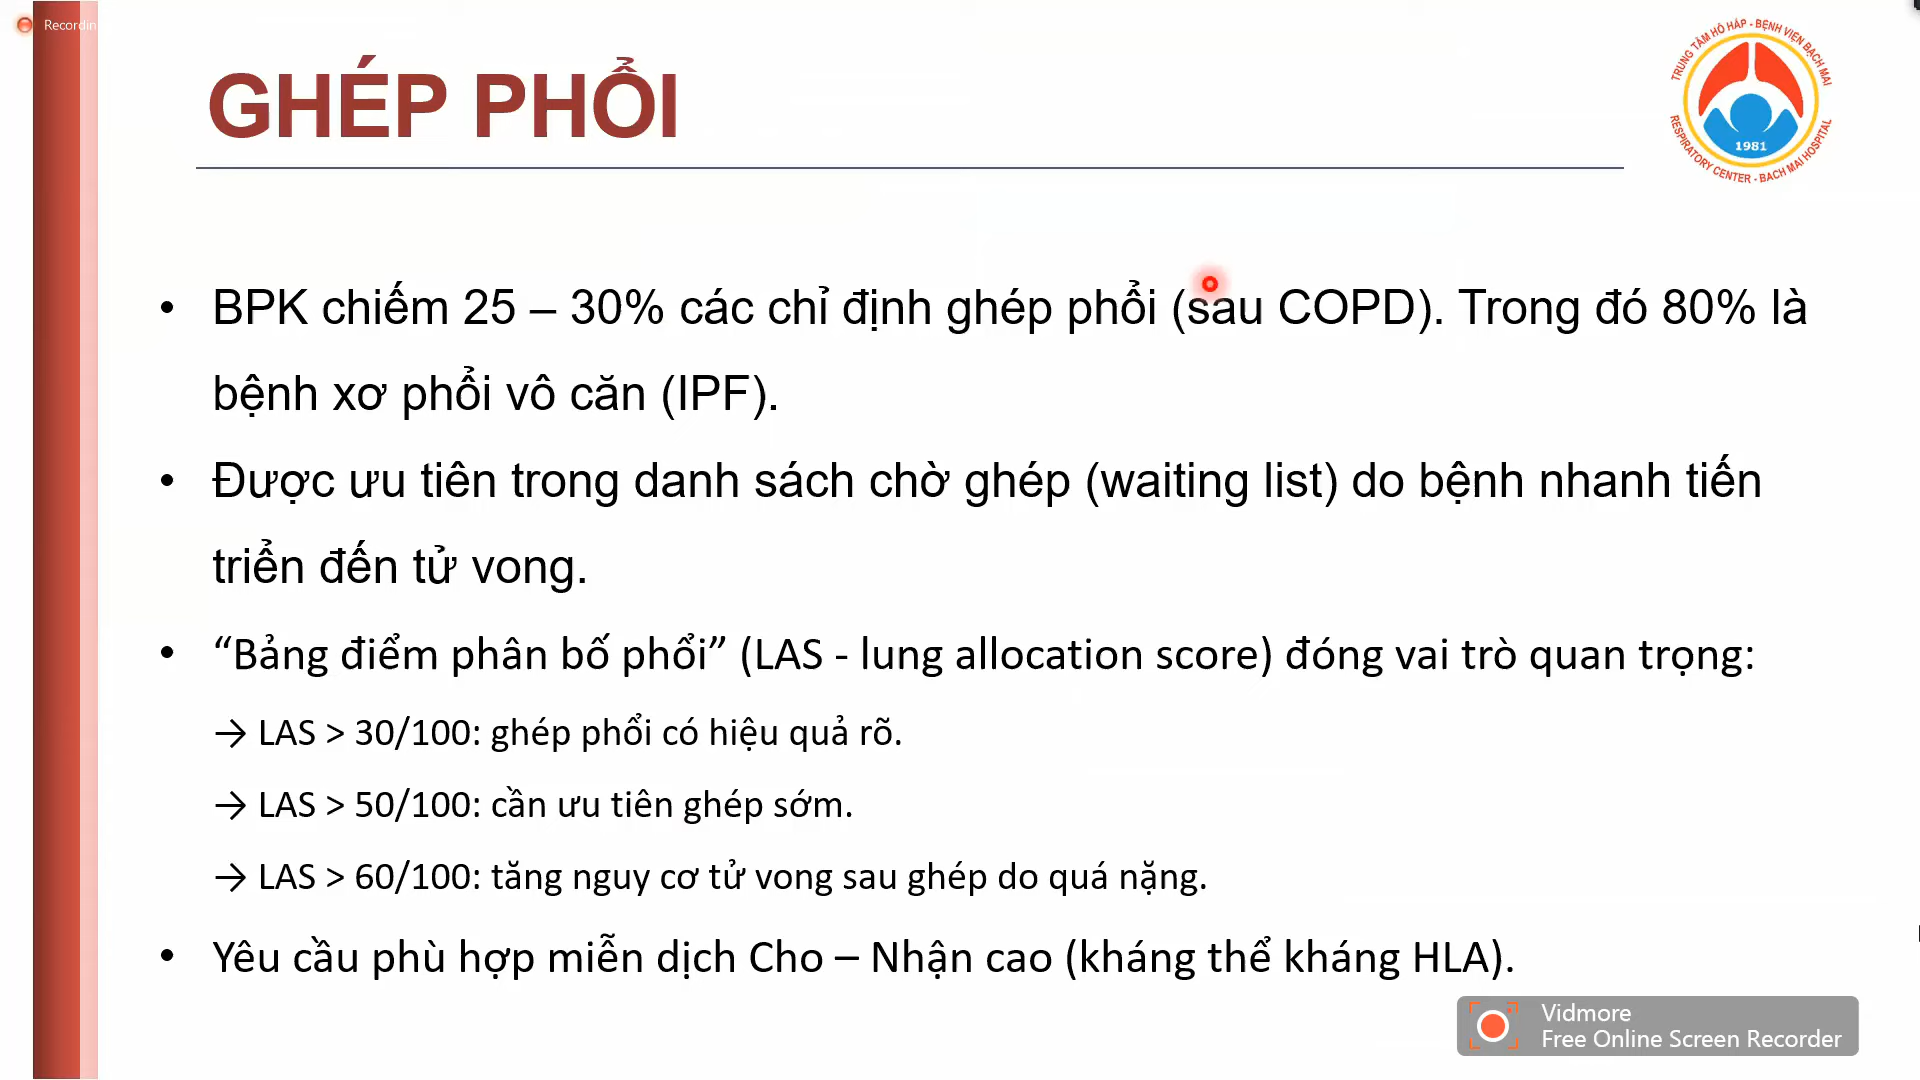 Recordin
GHÉP PHỔI
TRUNG TÂM HÔ HẤP - BỆNH VIỆN BẠCH MAI
1981
RESPIRATORY CENTER - BACH MAI HOSPITAL
• BPK chiếm 25 – 30% các chỉ định ghép phổi (sau COPD). Trong đó 80% là
bệnh xơ phổi vô căn (IPF).
• Được ưu tiên trong danh sách chờ ghép (waiting list) do bệnh nhanh tiến
triển đến tử vong.
• “Bảng điểm phân bố phổi” (LAS - lung allocation score) đóng vai trò quan trọng:
→ LAS > 30/100: ghép phổi có hiệu quả rõ.
→ LAS > 50/100: cần ưu tiên ghép sớm.
→ LAS > 60/100: tăng nguy cơ tử vong sau ghép do quá nặng.
• Yêu cầu phù hợp miễn dịch Cho – Nhận cao (kháng thể kháng HLA).
Vidmore
Free Online Screen Recorder